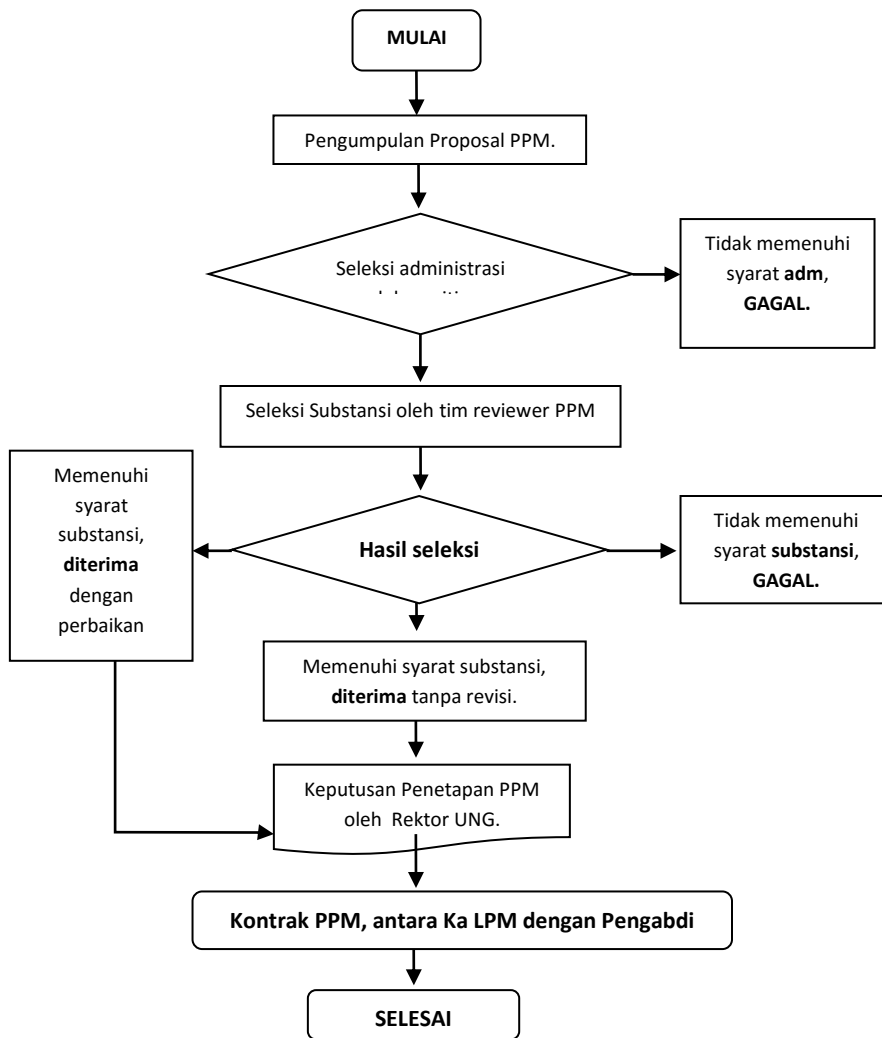 MULAI
Pengumpulan Proposal PPM.
Seleksi administrasi
Tidak memenuhi
syarat adm,
GAGAL.
Seleksi Substansi oleh tim reviewer PPM
Memenuhi
syarat
substansi,
diterima
dengan
perbaikan
Hasil seleksi
Tidak memenuhi
syarat substansi,
GAGAL.
Memenuhi syarat substansi,
diterima tanpa revisi.
Keputusan Penetapan PPM
oleh Rektor UNG.
Kontrak PPM, antara Ka LPM dengan Pengabdi
SELESAI